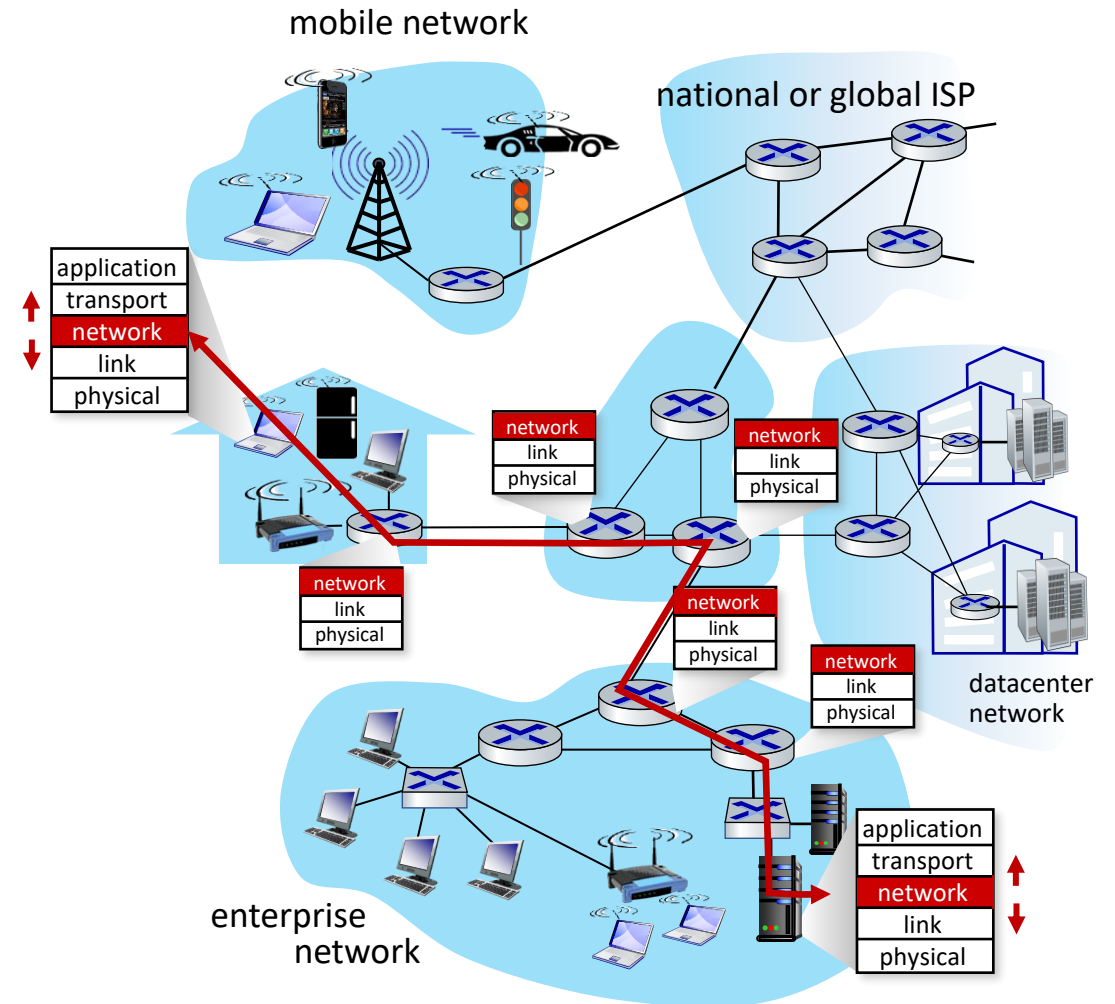 mobile network
national or global ISP
application
transport
network
link
physical
network
link
physical
network
link
physical
network
link
physical
network
link
physical
network
link
physical
datacenter
network
application
transport
network
link
physical
enterprise
network